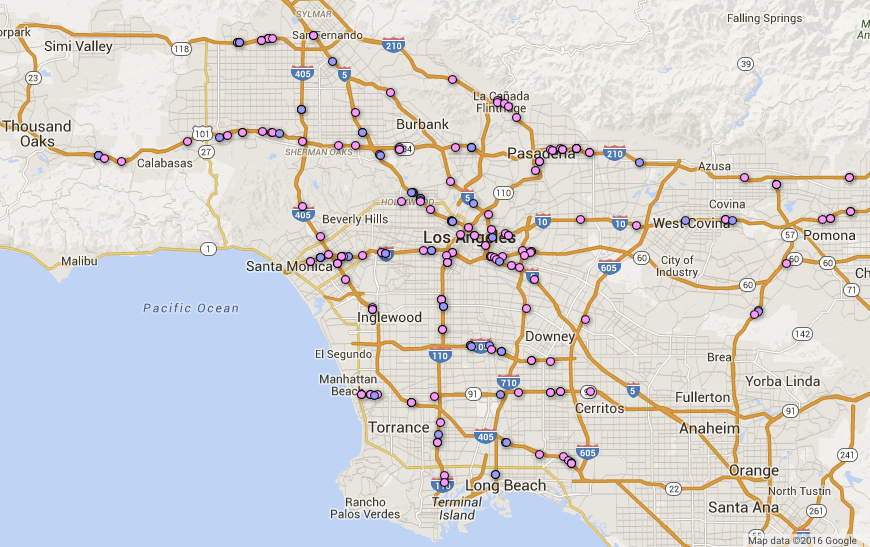 SYLMAR
Falling Springs
orpark
Simi Valley
118
San Fernando
210
405
5
39
23
La Cañada
Flintridge
Thousand
Oaks
101
Burbank
Calabasas
27
SHERMAN OAKS
Pasadena
210
Azusa
110
HOLLYWOOD
5
Covina
405
Beverly Hills
10
10
West Covina
57
Pomona
Los Angeles
1
Malibu
Santa Monica
605
60
60
60
City of
Industry
60
71
Ch
Pacific Ocean
5
Inglewood
Downey
142
El Segundo
105
110
Brea
Manhattan
Beach
710
91
5
Yorba Linda
Fullerton
Cerritos
91
Torrance
405
Anaheim
605
241
Orange
Long Beach
22
North Tustin
Rancho
Palos Verdes
110
Terminal
Island
Santa Ana
261
Map data ©2016 Google